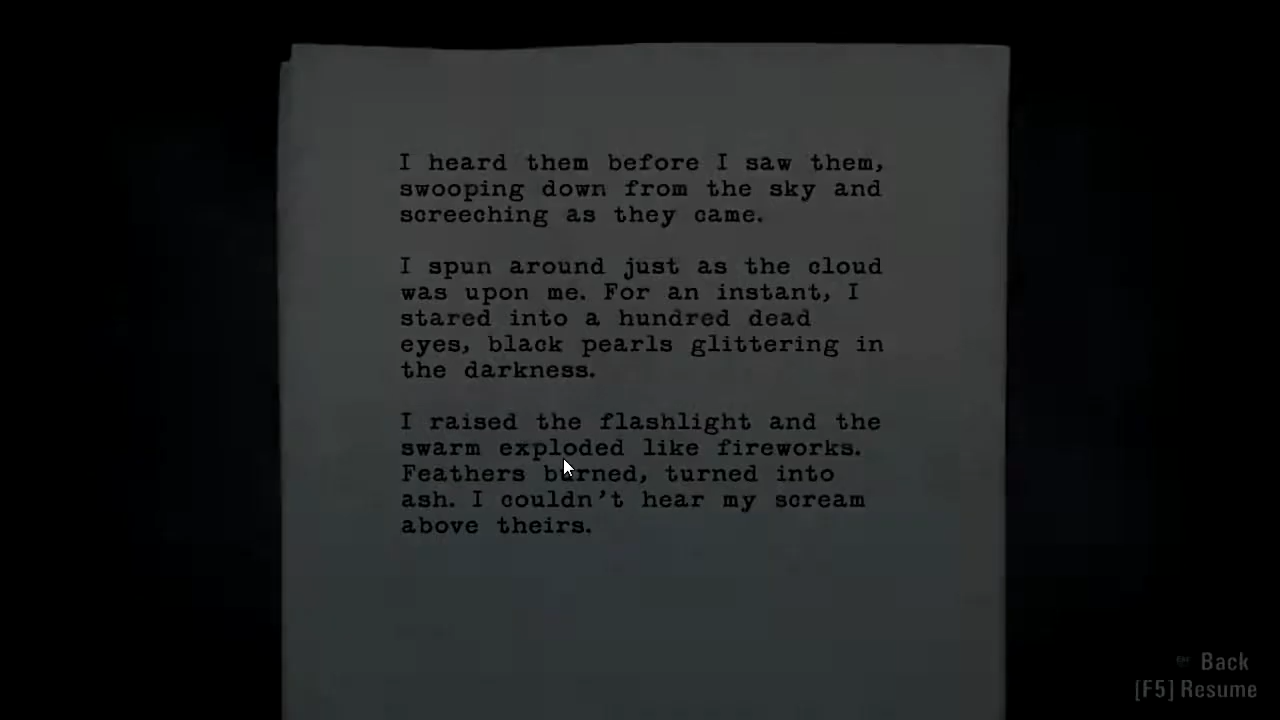 I heard them before I saw them,
swooping down from the sky and
screeching as they came.
I spun around just as the cloud
was upon me. For an instant, I
stared into a hundred dead
eyes, black pearls glittering in
the darkness.
I raised the flashlight and the
swarm exploded like fireworks.
Feathers burned, turned into
ash. I couldn't hear my scream
above theirs.
Back
[F5] Resume